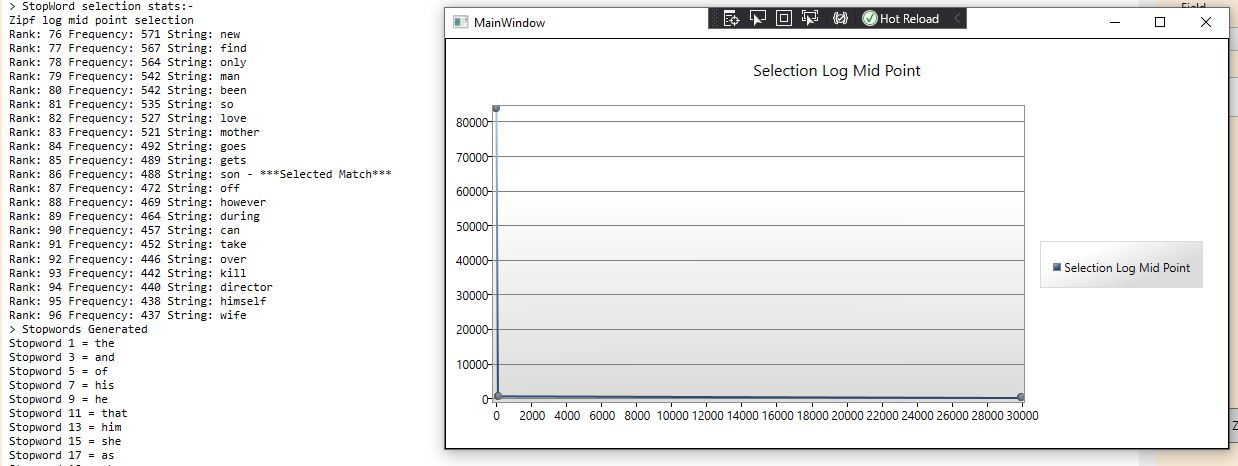 > StopWord selection stats:-
Zipf log mid point selection
Rank: 76 Frequency: 571 String: new
Rank: 77 Frequency: 567 String: find
Rank: 78 Frequency: 564 String: only
Rank: 79 Frequency: 542 String: man
Rank: 80 Frequency: 542 String: been
Rank: 81 Frequency: 535 String: so
Rank: 82 Frequency: 527 String: love
Rank: 83 Frequency: 521 String: mother
Rank: 84 Frequency: 492 String: goes
Rank: 85 Frequency: 489 String: gets
Rank: 86 Frequency: 488 String: son - ***Selected Match***
Rank: 87 Frequency: 472 String: off
Rank: 88 Frequency: 469 String: however
Rank: 89 Frequency: 464 String: during
Rank: 90 Frequency: 457 String: can
Rank: 91 Frequency: 452 String: take
Rank: 92 Frequency: 446 String: over
Rank: 93 Frequency: 442 String: kill
Rank: 94 Frequency: 440 String: director
Rank: 95 Frequency: 438 String: himself
Rank: 96 Frequency: 437 String: wife
> Stopwords Generated
Stopword 1 = the
Stopword 3 = and
Stopword 5 = of
Stopword 7 = his
Stopword 9 = he
Stopword 11 = that
Stopword 13 = him
Stopword 15 = she
Stopword 17 = as
MainWindow
Hot Reload
Selection Log Mid Point
80000
70000
60000
50000
40000
30000
20000
10000
0
0 2000 4000 6000 8000 10000 12000 14000 16000 18000 20000 22000 24000 26000 28000 30000
Selection Log Mid Point